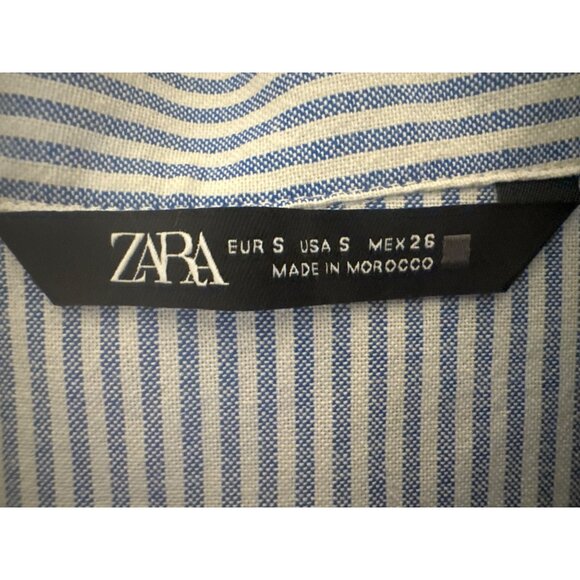 ZARA
EUR S USA S MEX 26
MADE IN MOROCCO